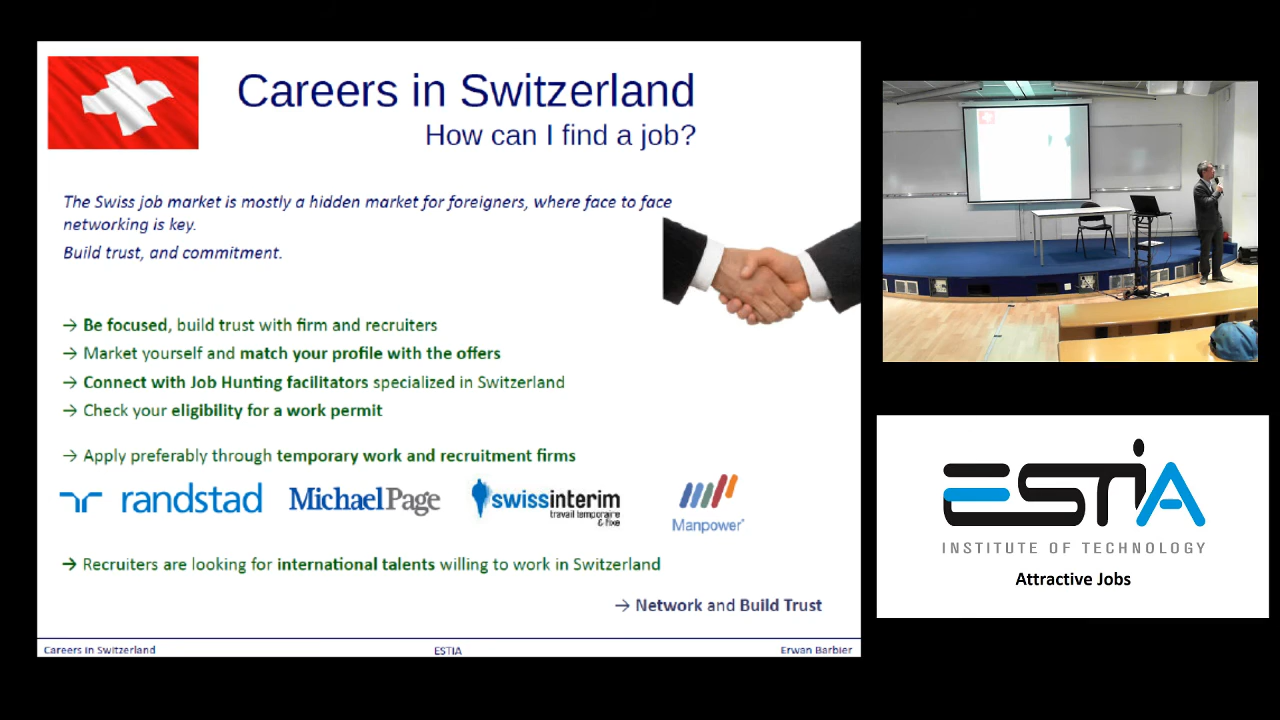 Careers in Switzerland
How can I find a job?
The Swiss job market is mostly a hidden market for foreigners, where face to face
networking is key.
Build trust, and commitment.
→ Be focused, build trust with firm and recruiters
→ Market yourself and match your profile with the offers
→ Connect with Job Hunting facilitators specialized in Switzerland
→ Check your eligibility for a work permit
→ Apply preferably through temporary work and recruitment firms
randstad
MichaelPage
swissinterim
travail temporaire
& fixe
Manpower
→ Recruiters are looking for international talents willing to work in Switzerland
→ Network and Build Trust
Careers in Switzerland
ESTIA
Erwan Barbier
ESTIA
INSTITUTE OF TECHNOLOGY
Attractive Jobs